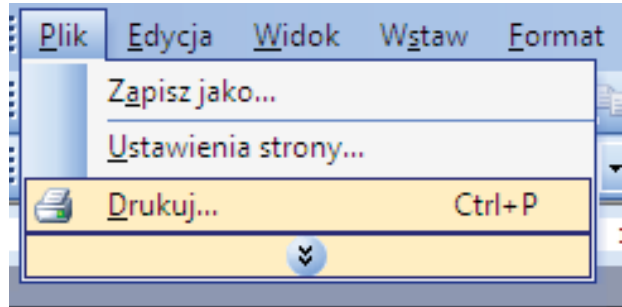 Plik Edycja Widok Wstaw Format
Zapisz jako...
Ustawienia strony...
Drukuj... Ctrl+P